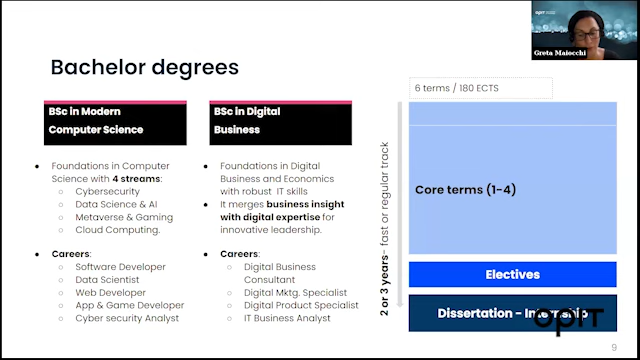 opit
Greta Maiocchi
Bachelor degrees
6 terms / 180 ECTS
BSc in Modern
Computer Science
BSc in Digital
Business
Foundations in Computer
Science with 4 streams:
Cybersecurity
Data Science & AI
Metaverse & Gaming
Cloud Computing.
Careers:
Software Developer
Data Scientist
Web Developer
App & Game Developer
Cyber security Analyst
Foundations in Digital
Business and Economics
with robust IT skills
It merges business insight
with digital expertise for
innovative leadership.
Careers:
Digital Business
Consultant
Digital Mktg. Specialist
Digital Product Specialist
IT Business Analyst
2 or 3 years- fast or regular track
Core terms (1-4)
Electives
Dissertation - Internship
opit
9